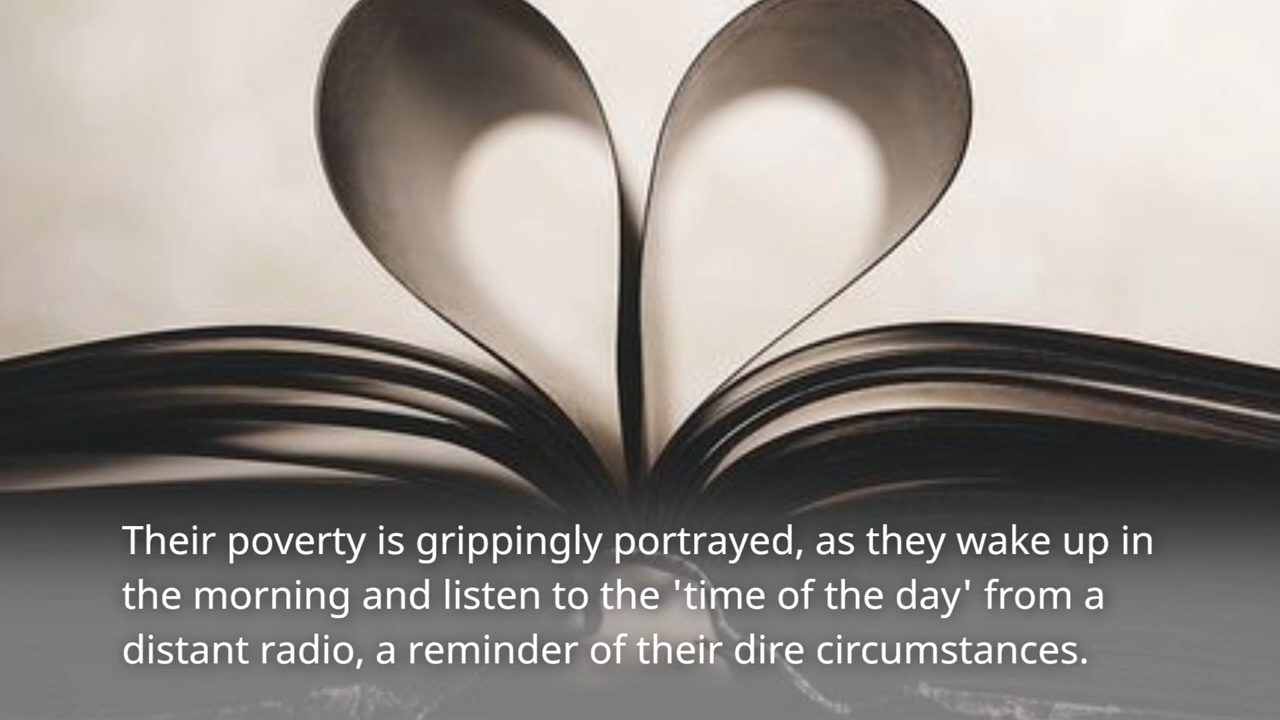 Their poverty is grippingly portrayed, as they wake up in
the morning and listen to the 'time of the day' from a
distant radio, a reminder of their dire circumstances.